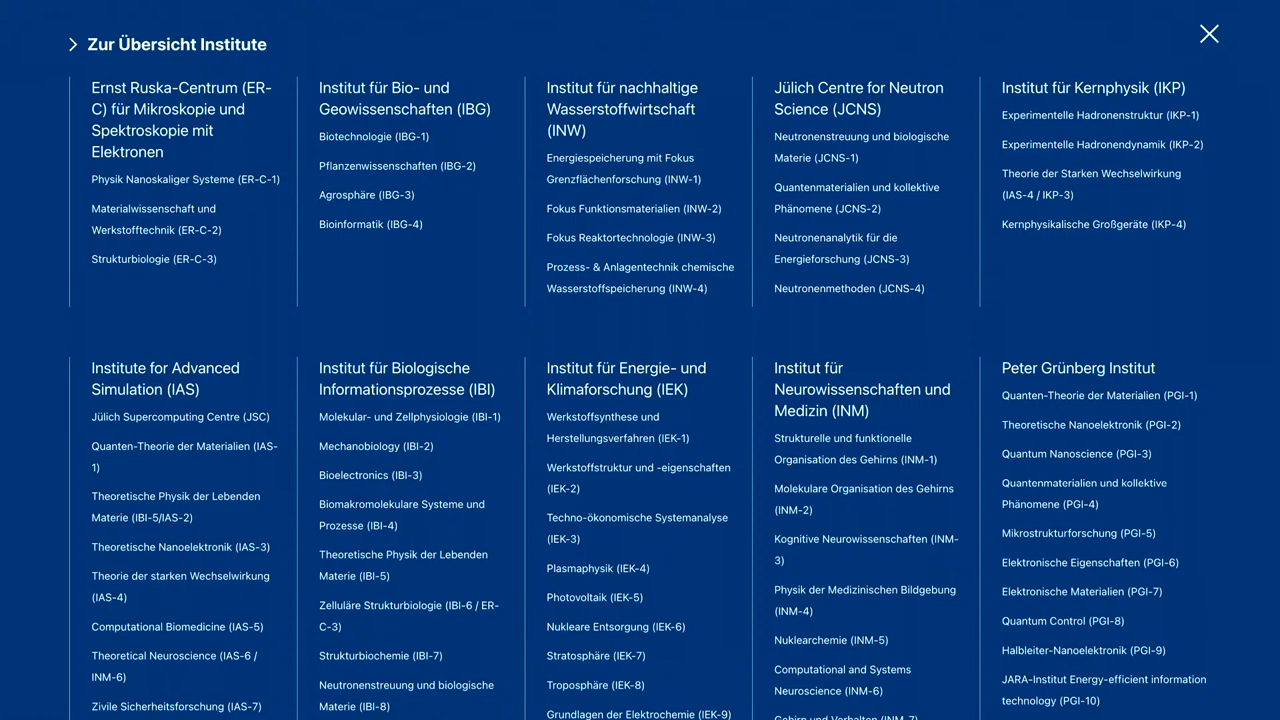 Zur Übersicht Institute
Ernst Ruska-Centrum (ER-
C) für Mikroskopie und
Spektroskopie mit
Elektronen
Physik Nanoskaliger Systeme (ER-C-1)
Materialwissenschaft und
Werkstofftechnik (ER-C-2)
Strukturbiologie (ER-C-3)
Institut für Bio- und
Geowissenschaften (IBG)
Biotechnologie (IBG-1)
Pflanzenwissenschaften (IBG-2)
Agrosphäre (IBG-3)
Bioinformatik (IBG-4)
Institut für nachhaltige
Wasserstoffwirtschaft
(INW)
Energiespeicherung mit Fokus
Grenzflächenforschung (INW-1)
Fokus Funktionsmaterialien (INW-2)
Fokus Reaktortechnologie (INW-3)
Prozess- & Anlagentechnik chemische
Wasserstoffspeicherung (INW-4)
Jülich Centre for Neutron
Science (JCNS)
Neutronenstreuung und biologische
Materie (JCNS-1)
Quantenmaterialien und kollektive
Phänomene (JCNS-2)
Neutronenanalytik für die
Energieforschung (JCNS-3)
Neutronenmethoden (JCNS-4)
Institut für Kernphysik (IKP)
Experimentelle Hadronenstruktur (IKP-1)
Experimentelle Hadronendynamik (IKP-2)
Theorie der Starken Wechselwirkung
(IAS-4 / IKP-3)
Kernphysikalische Großgeräte (IKP-4)
Institute for Advanced
Simulation (IAS)
Jülich Supercomputing Centre (JSC)
Quanten-Theorie der Materialien (IAS-
1)
Theoretische Physik der Lebenden
Materie (IBI-5/IAS-2)
Theoretische Nanoelektronik (IAS-3)
Theorie der starken Wechselwirkung
(IAS-4)
Computational Biomedicine (IAS-5)
Theoretical Neuroscience (IAS-6 /
INM-6)
Zivile Sicherheitsforschung (IAS-7)
Institut für Biologische
Informationsprozesse (IBI)
Molekular- und Zellphysiologie (IBI-1)
Mechanobiology (IBI-2)
Bioelectronics (IBI-3)
Biomakromolekulare Systeme und
Prozesse (IBI-4)
Theoretische Physik der Lebenden
Materie (IBI-5)
Zelluläre Strukturbiologie (IBI-6 / ER-
C-3)
Strukturbiochemie (IBI-7)
Neutronenstreuung und biologische
Materie (IBI-8)
Institut für Energie- und
Klimaforschung (IEK)
Werkstoffsynthese und
Herstellungsverfahren (IEK-1)
Werkstoffstruktur und -eigenschaften
(IEK-2)
Techno-ökonomische Systemanalyse
(IEK-3)
Plasmaphysik (IEK-4)
Photovoltaik (IEK-5)
Nukleare Entsorgung (IEK-6)
Stratosphäre (IEK-7)
Troposphäre (IEK-8)
Grundlagen der Elektrochemie (IEK-9)
Institut für
Neurowissenschaften und
Medizin (INM)
Strukturelle und funktionelle
Organisation des Gehirns (INM-1)
Molekulare Organisation des Gehirns
(INM-2)
Kognitive Neurowissenschaften (INM-
3)
Physik der Medizinischen Bildgebung
(INM-4)
Nuklearchemie (INM-5)
Computational and Systems
Neuroscience (INM-6)
Gehirn und Verhalten (INM-7)
Peter Grünberg Institut
Quanten-Theorie der Materialien (PGI-1)
Theoretische Nanoelektronik (PGI-2)
Quantum Nanoscience (PGI-3)
Quantenmaterialien und kollektive
Phänomene (PGI-4)
Mikrostrukturforschung (PGI-5)
Elektronische Eigenschaften (PGI-6)
Elektronische Materialien (PGI-7)
Quantum Control (PGI-8)
Halbleiter-Nanoelektronik (PGI-9)
JARA-Institut Energy-efficient information
technology (PGI-10)